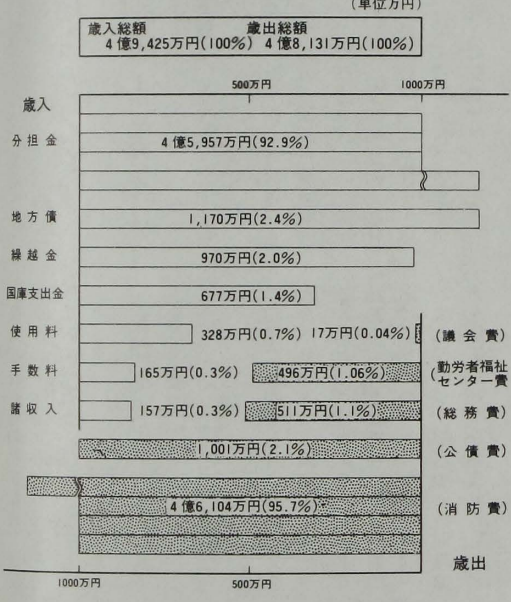 (単位万円)
歳入総額 歳出総額
4億9,425万円(100%) 4億8,131万円(100%)
500万円 1000万円
歳入
分担金 4億5,957万円(92.9%)
地方債 1,170万円(2.4%)
繰越金 970万円(2.0%)
国庫支出金 677万円(1.4%)
使用料 328万円(0.7%) 17万円(0.04%) (議会費)
手数料 165万円(0.3%) 496万円(1.06%) (勤労者福祉
センター費
諸収入 157万円(0.3%) 511万円(1.1%) (総務費)
1,001万円(2.1%) (公債費)
4億6,104万円(95.7%) (消防費)
歳出
1000万円 500万円